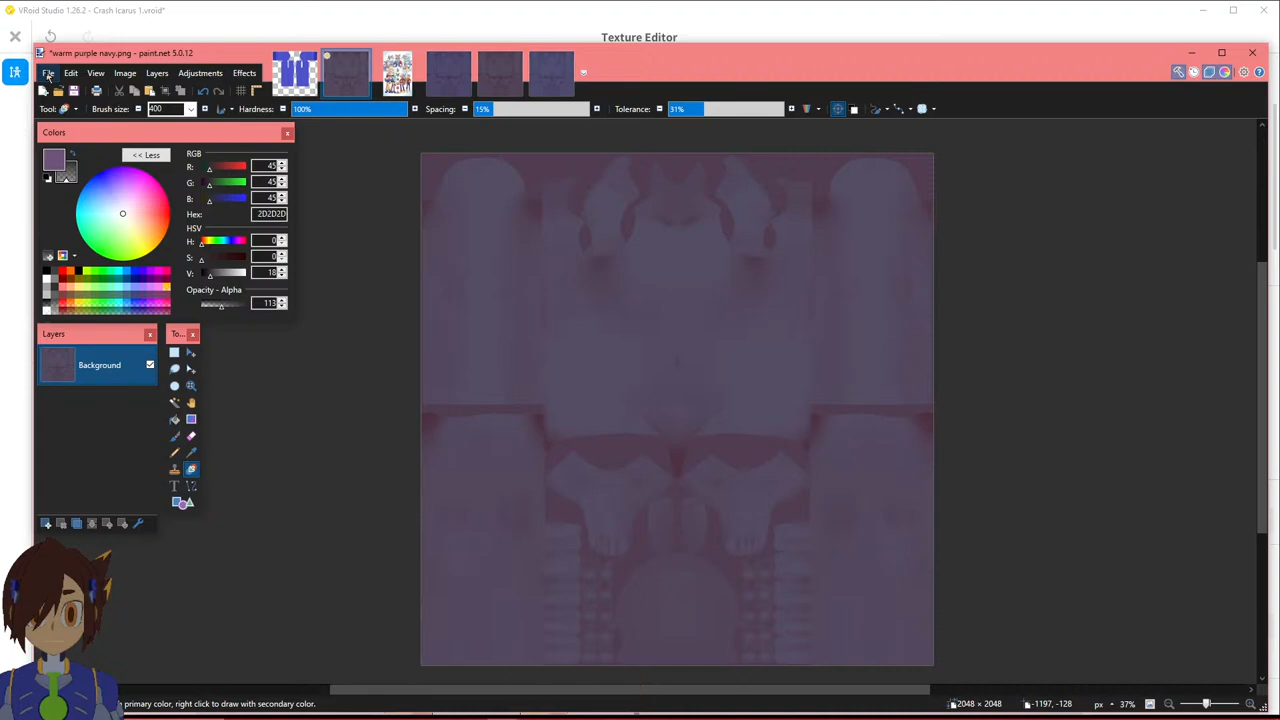 VRoid Studio 1.26.2 - Crash Icarus 1.vroid*
Texture Editor
*warm purple navy.png - paint.net 5.0.12
File Edit View Image Layers Adjustments Effects
Tool: Brush size: 400 Hardness: 100% Spacing: 15% Tolerance: 31%
Colors
<< Less
RGB
R: 45
G: 45
B: 45
Hex: 2D2D2D
HSV
H: 0
S: 0
V: 18
Opacity - Alpha
113
Layers
To...
Background
primary color, right click to draw with secondary color.
2048 × 2048
-1197, -128
px
37%